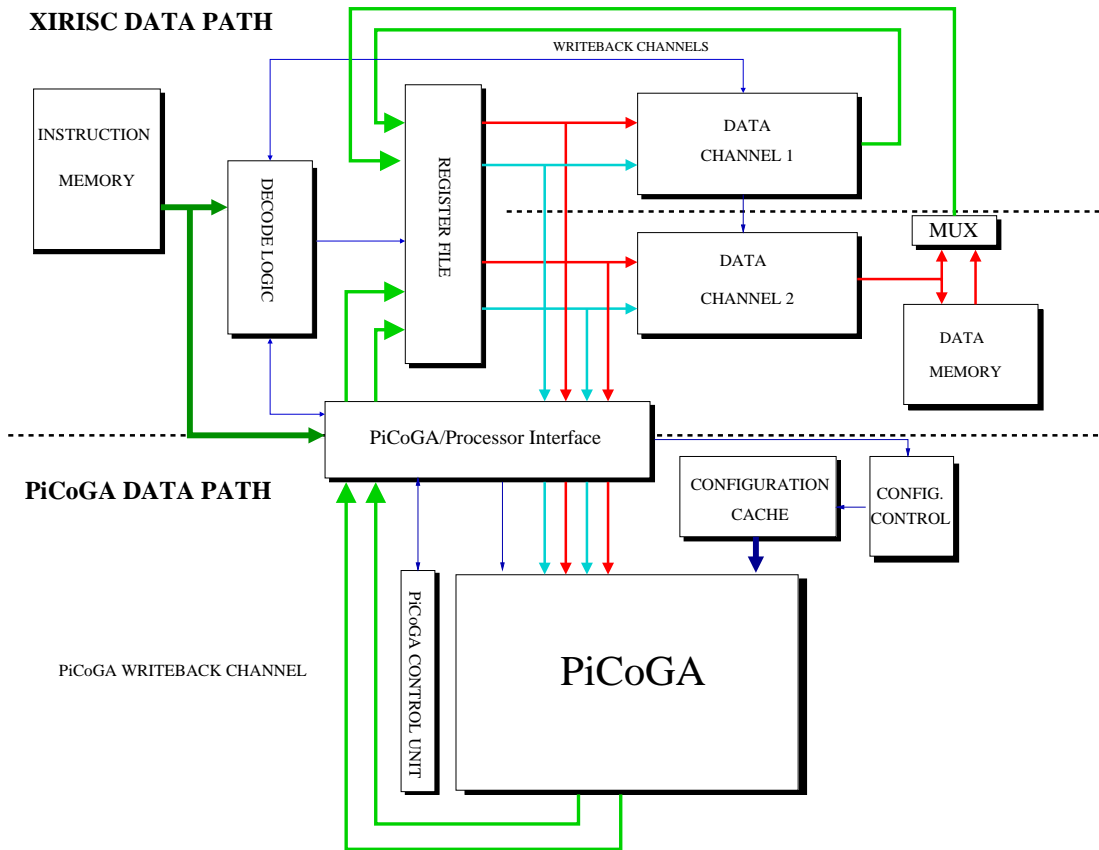 XIRISC DATA PATH
WRITEBACK CHANNELS
INSTRUCTION
MEMORY
DECODE LOGIC
REGISTER FILE
DATA
CHANNEL 1
DATA
CHANNEL 2
MUX
DATA
MEMORY
PiCoGA/Processor Interface
PiCoGA DATA PATH
CONFIGURATION
CACHE
CONFIG.
CONTROL
PiCoGA CONTROL UNIT
PiCoGA
PiCoGA WRITEBACK CHANNEL